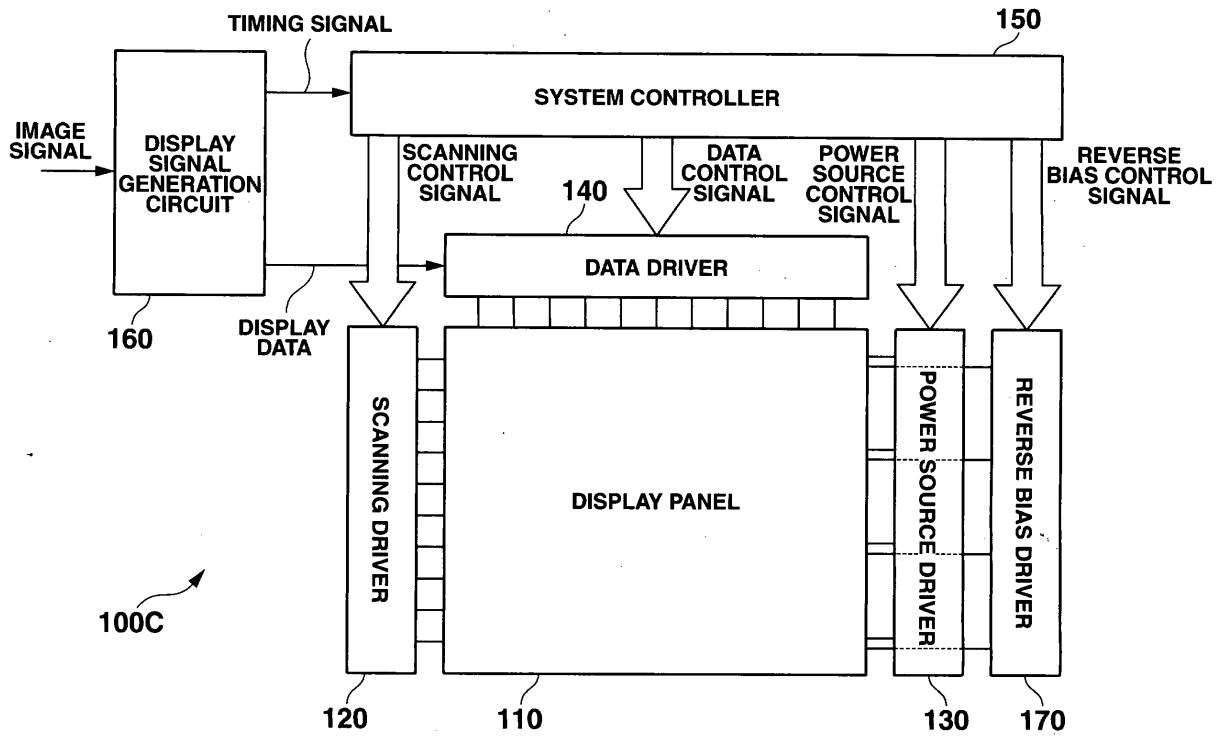 TIMING SIGNAL
150
SYSTEM CONTROLLER
IMAGE
SIGNAL
DISPLAY
SIGNAL
GENERATION
CIRCUIT
SCANNING
CONTROL
SIGNAL
DATA
CONTROL
SIGNAL
POWER
SOURCE
CONTROL
SIGNAL
REVERSE
BIAS CONTROL
SIGNAL
140
DATA DRIVER
160
DISPLAY
DATA
SCANNING DRIVER
DISPLAY PANEL
POWER SOURCE DRIVER
REVERSE BIAS DRIVER
100C
120
110
130
170